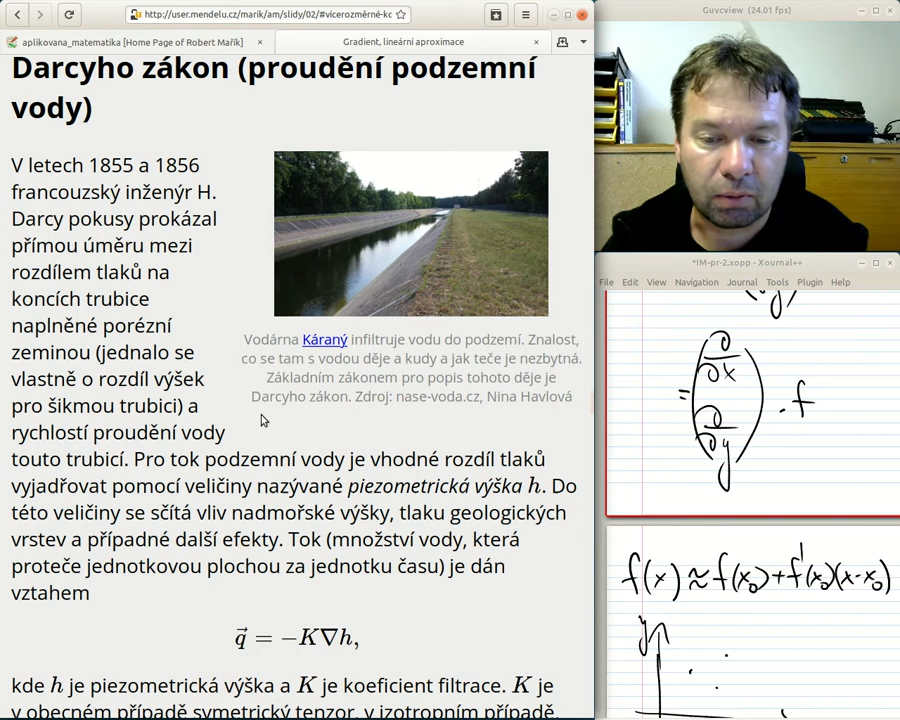 http://user.mendelu.cz/marik/am/slidy/02/#vícerozměrné-kc
Guvcview (24.01 fps)
aplikovana_matematika [Home Page of Robert Mařík]
Gradient, lineární aproximace
Darcyho zákon (proudění podzemní
vody)
V letech 1855 a 1856
francouzský inženýr H.
Darcy pokusy prokázal
přímou úměru mezi
rozdílem tlaků na
koncích trubice
naplněné porézní
zeminou (jednalo se
vlastně o rozdíl výšek
pro šikmou trubici) a
rychlostí proudění vody
touto trubicí. Pro tok podzemní vody je vhodné rozdíl tlaků
vyjadřovat pomocí veličiny nazývané piezometrická výška h. Do
této veličiny se sčítá vliv nadmořské výšky, tlaku geologických
vrstev a případné další efekty. Tok (množství vody, která
proteče jednotkovou plochou za jednotku času) je dán
vztahem
q⃗ = −K∇h,
kde h je piezometrická výška a K je koeficient filtrace. K je
v obecném případě symetrický tenzor, v izotropním případě,
Vodárna Káraný infiltruje vodu do podzemí. Znalost,
co se tam s vodou děje a kudy a jak teče je nezbytná.
Základním zákonem pro popis tohoto děje je
Darcyho zákon. Zdroj: nase-voda.cz, Nina Havlová
*IM-pr-2.xopp - Xournal++
File Edit View Navigation Journal Tools Plugin Help
= (∂/∂x ∂/∂y) . f
f(x) ≈ f(x₀) + f'(x₀)(x-x₀)
y